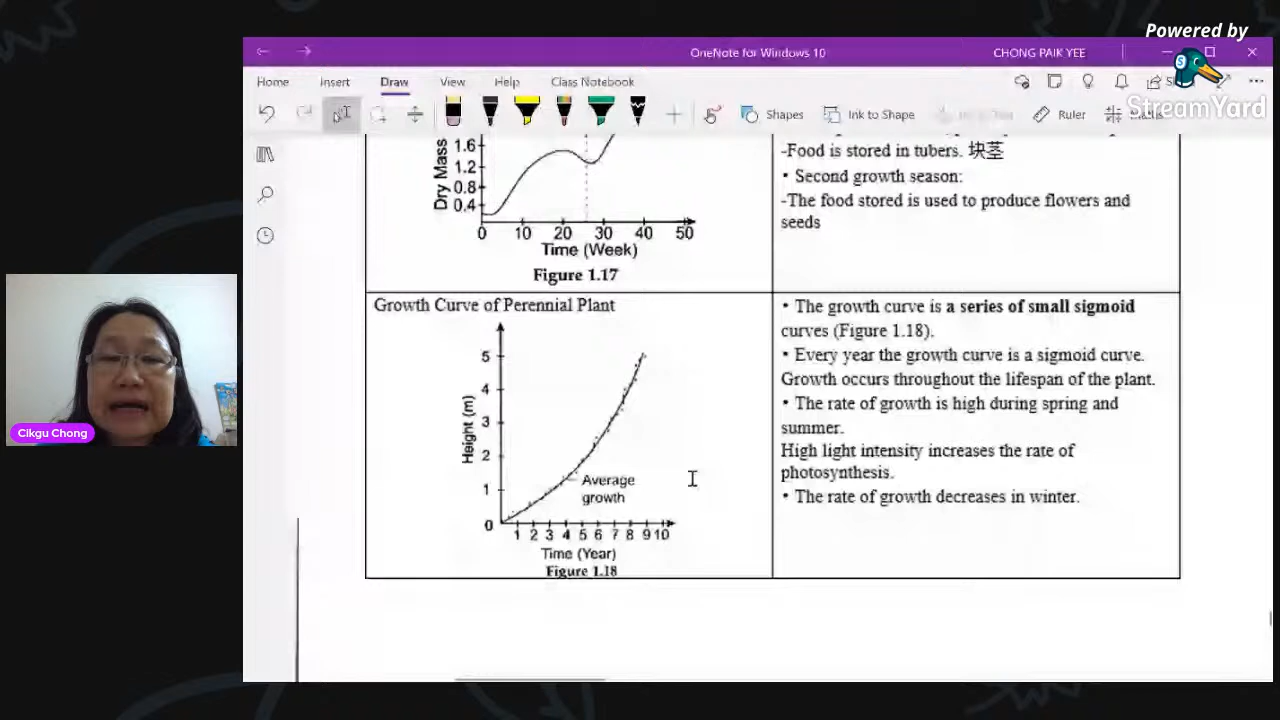 Powered by
StreamYard
OneNote for Windows 10
CHONG PAIK YEE
Home
Insert
Draw
View
Help
Class Notebook
Shapes
Ink to Shape
Ruler
Dry Mass
1.6
1.2
0.8
0.4
0 10 20 30 40 50
Time (Week)
Figure 1.17
-Food is stored in tubers. 块茎
• Second growth season:
-The food stored is used to produce flowers and
seeds
Growth Curve of Perennial Plant
Height (m)
5
4
3
2
1
0
Average
growth
1 2 3 4 5 6 7 8 9 10
Time (Year)
Figure 1.18
• The growth curve is a series of small sigmoid
curves (Figure 1.18).
• Every year the growth curve is a sigmoid curve.
Growth occurs throughout the lifespan of the plant.
• The rate of growth is high during spring and
summer.
High light intensity increases the rate of
photosynthesis.
• The rate of growth decreases in winter.
Cikgu Chong